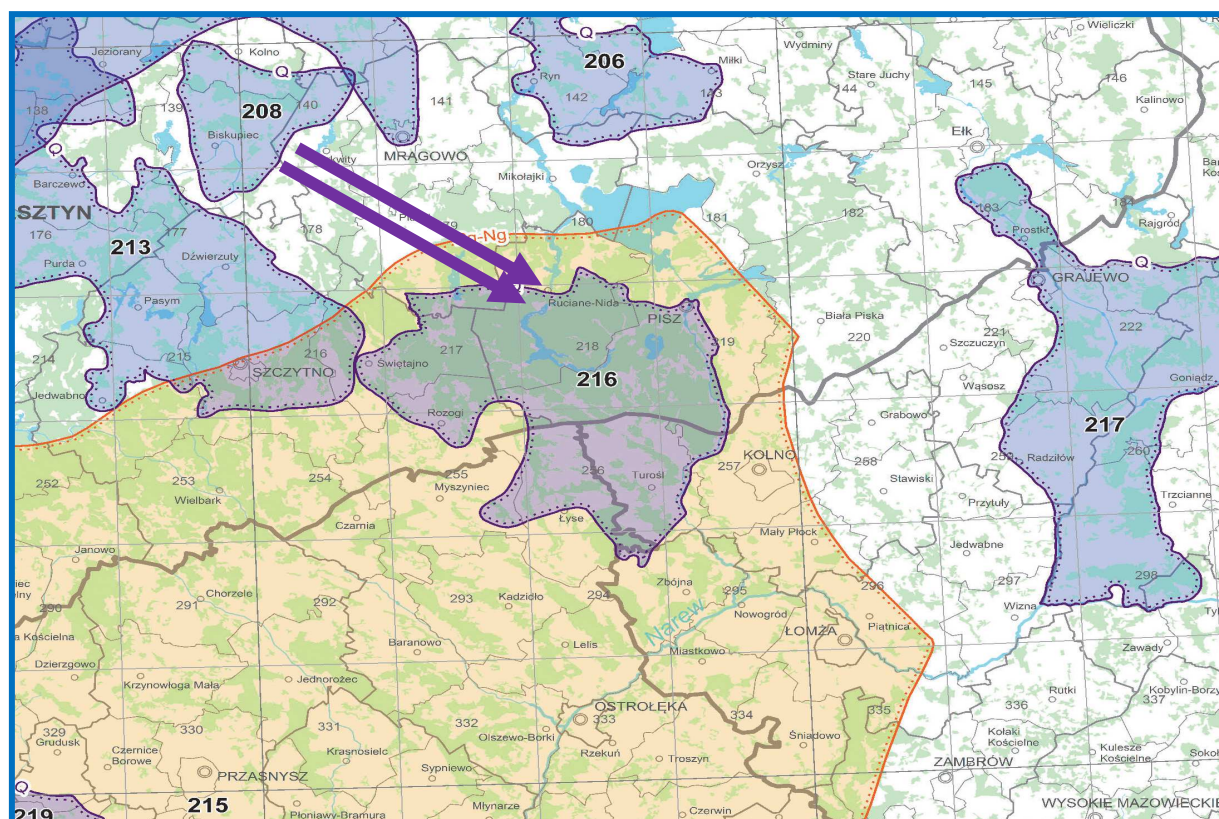 Jeziorany
Kolno
Q
Q
Q
206
Ryn
142
143
Miłki
Wydminy
Stare Juchy
144
145
Wieliczki
146
Kalinowo
138
139
208
140
141
Biskupiec
MRĄGOWO
Ełk
Q
Barczewo
Mikołajki
Orzysz
SZTYN
176
177
178
180
181
182
183
184
Rajgród
213
Purda
Dźwierzuty
g-Ng
Prostki
Q
GRAJEWO
Pasym
Ruciane-Nida
PISZ
Biała Piska
214
215
216
217
218
219
220
221
222
Szczuczyn
SZCZYTNO
Świętajno
216
Wąsosz
Goniądz
Jedwabno
Rozogi
Grabowo
217
KOLNO
252
253
254
255
256
257
258
259
260
Radziłów
Wielbark
Myszyniec
Turośl
Stawiski
Przytuły
Trzcianne
Czarnia
Łyse
Mały Płock
Jedwabne
Janowo
Zbójna
290
291
Chorzele
292
293
Kadzidło
294
295
296
297
298
Nowogród
Wizna
a Kościelna
Baranowo
Narew
ŁOMŻA
Piątnica
Dzierzgowo
Lelis
Miastkowo
Zawady
Krzynowłoga Mała
Jednorożec
Rutki
Kobylin-Borzy
OSTROŁĘKA
329
330
331
332
333
334
335
336
337
Grudusk
Czernice
Borowe
Krasnosielc
Olszewo-Borki
Rzekuń
Śniadowo
Kołaki
Kościelne
Kulesze
Kościelne
PRZASNYSZ
Sypniewo
Troszyn
ZAMBRÓW
Q
219
215
Płoniawy-Bramura
Młynarze
Czerwin
WYSOKIE MAZOWIECKIE